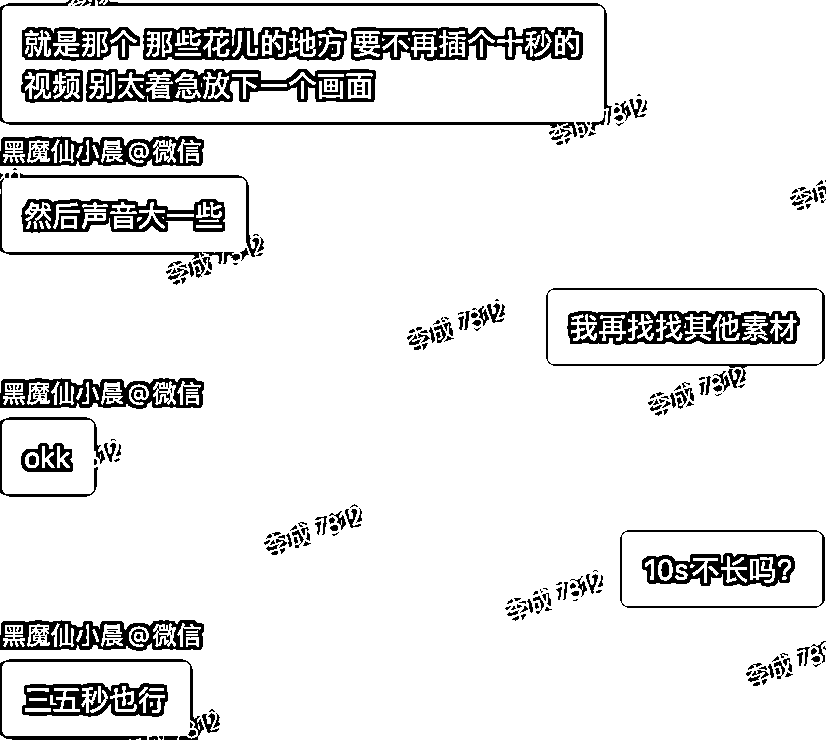 就是那个 那些花儿的地方 要不再插个十秒的
视频 别太着急放下一个画面
李成 7812
黑魔仙小晨@微信
然后声音大一些
李成 7812
李成 7812
我再找找其他素材
李成 7812
黑魔仙小晨@微信
okk
李成 7812
10s不长吗?
李成 7812
黑魔仙小晨@微信
三五秒也行